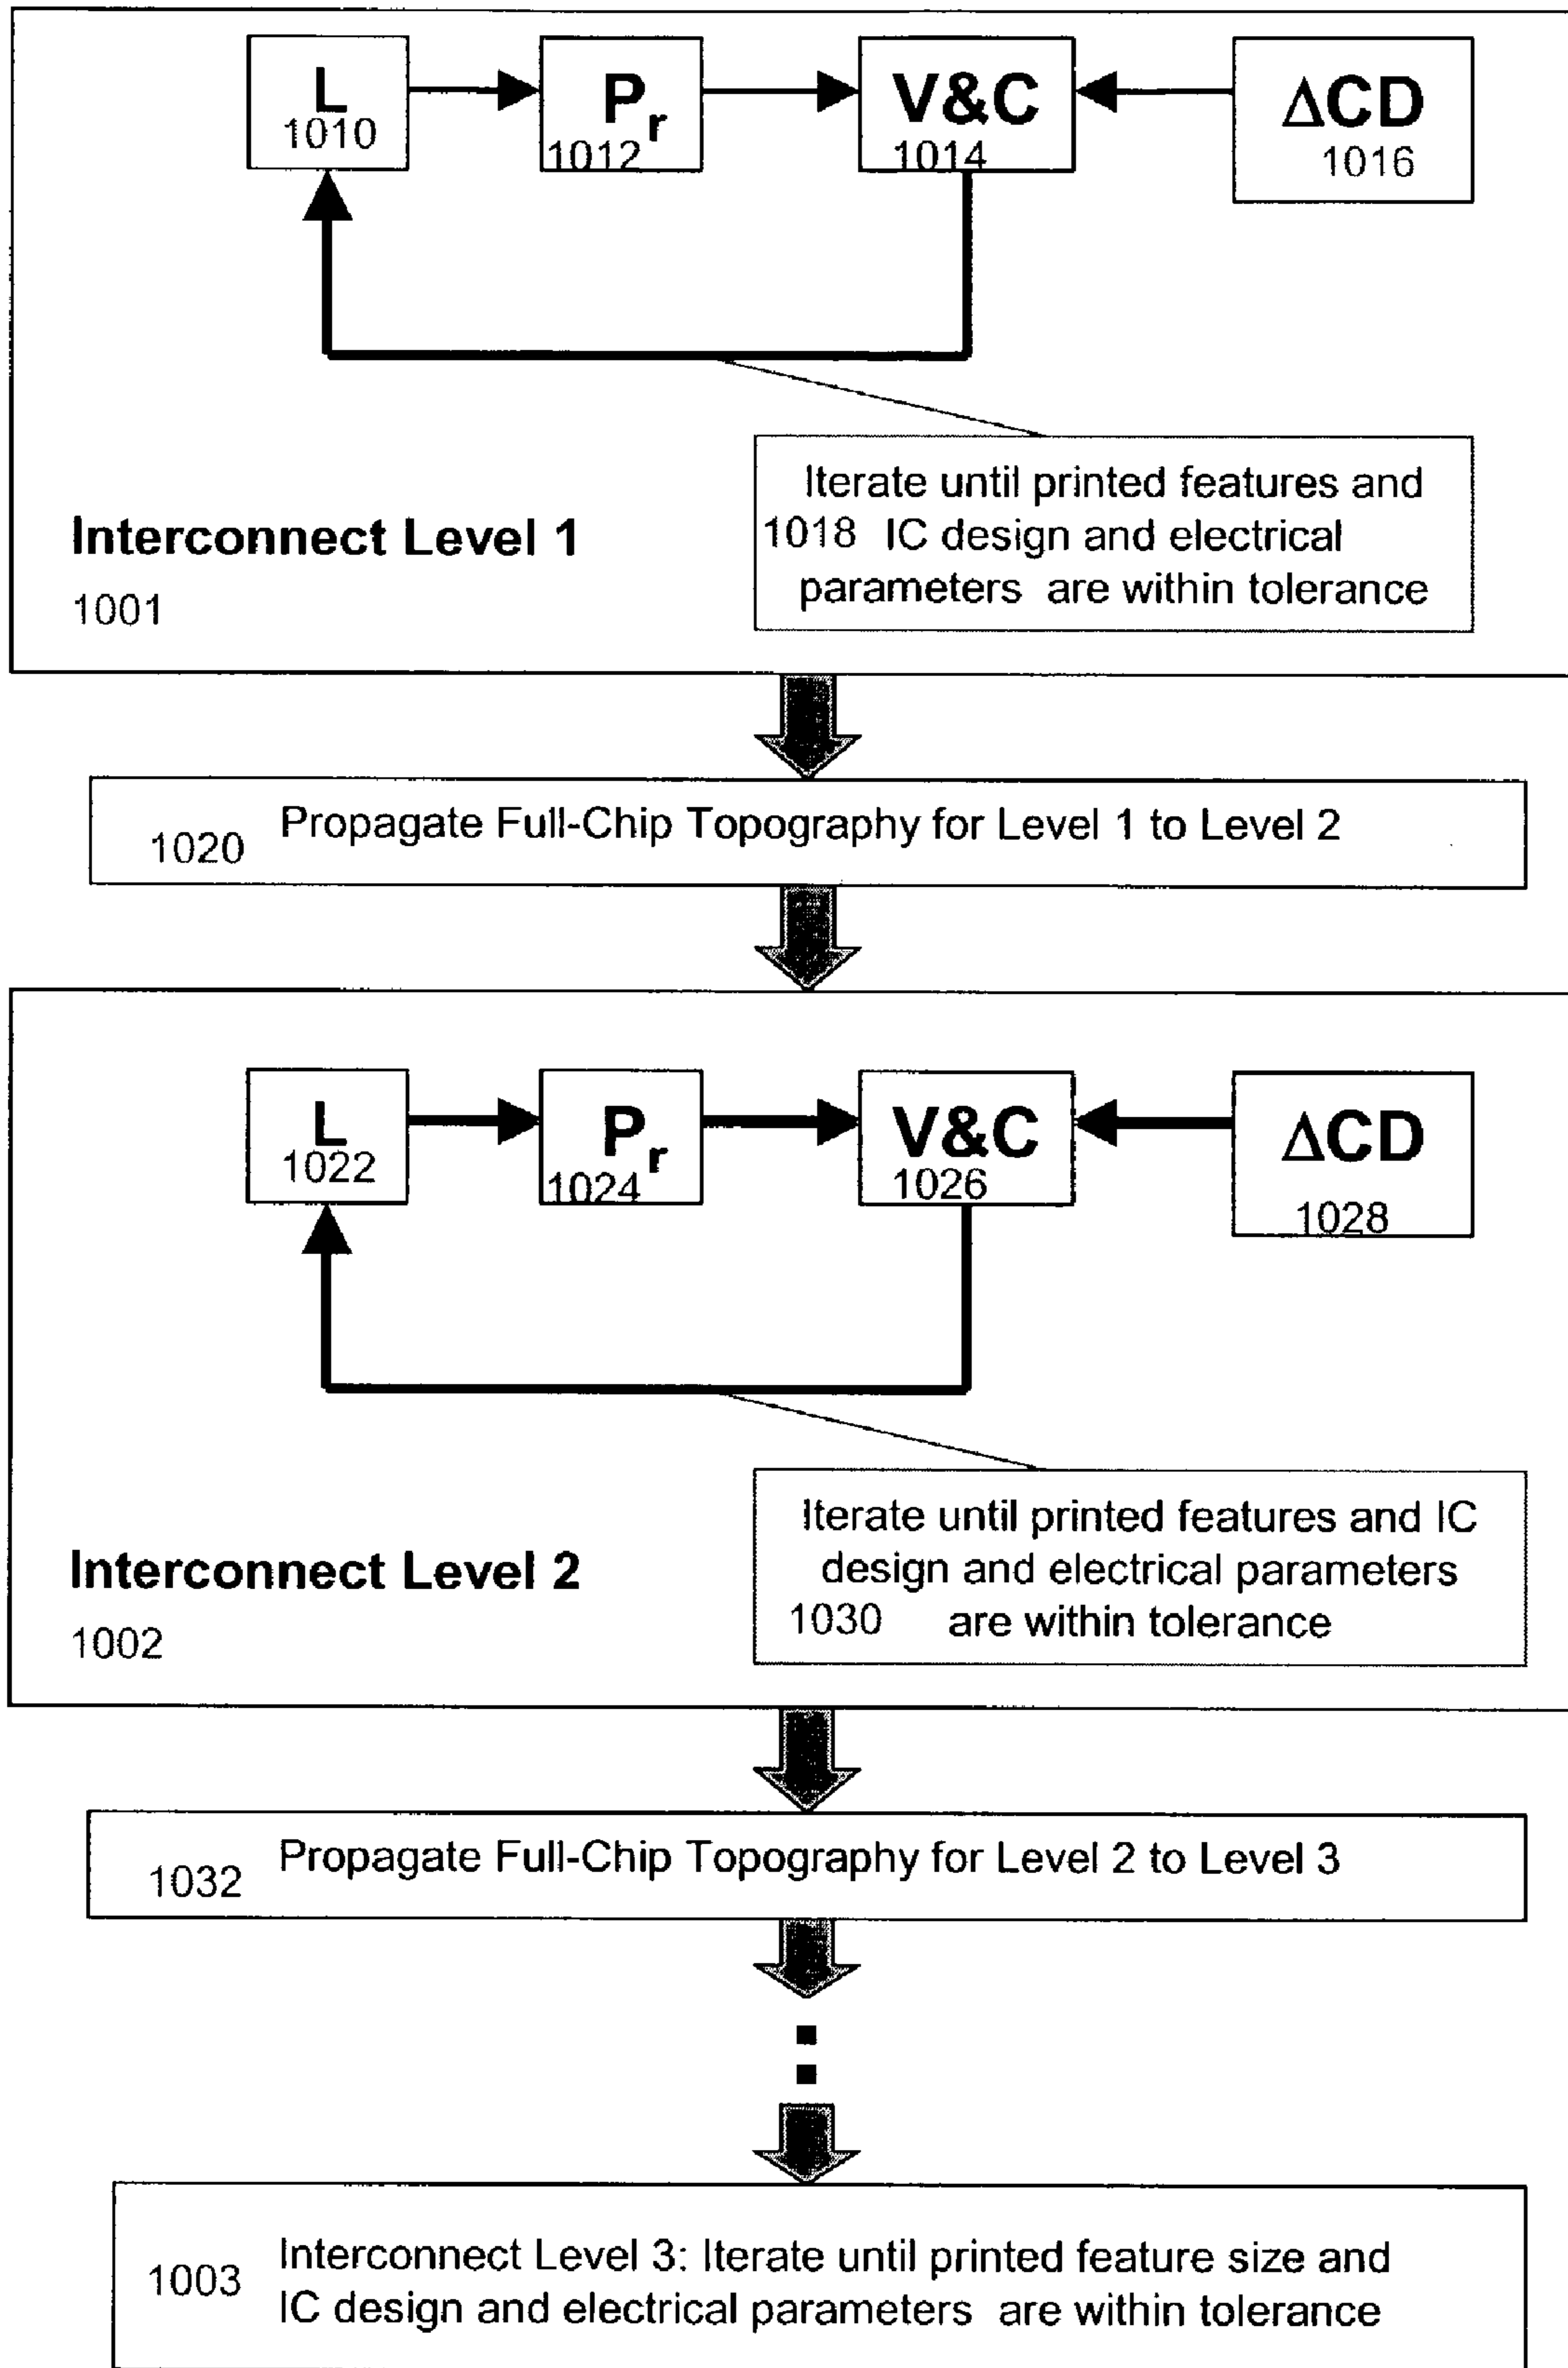 L
1010
Pr
1012
V&C
1014
ΔCD
1016
Iterate until printed features and
1018 IC design and electrical
parameters are within tolerance
Interconnect Level 1
1001
1020 Propagate Full-Chip Topography for Level 1 to Level 2
L
1022
Pr
1024
V&C
1026
ΔCD
1028
Iterate until printed features and IC
design and electrical parameters
1030 are within tolerance
Interconnect Level 2
1002
1032 Propagate Full-Chip Topography for Level 2 to Level 3
1003 Interconnect Level 3: Iterate until printed feature size and
IC design and electrical parameters are within tolerance